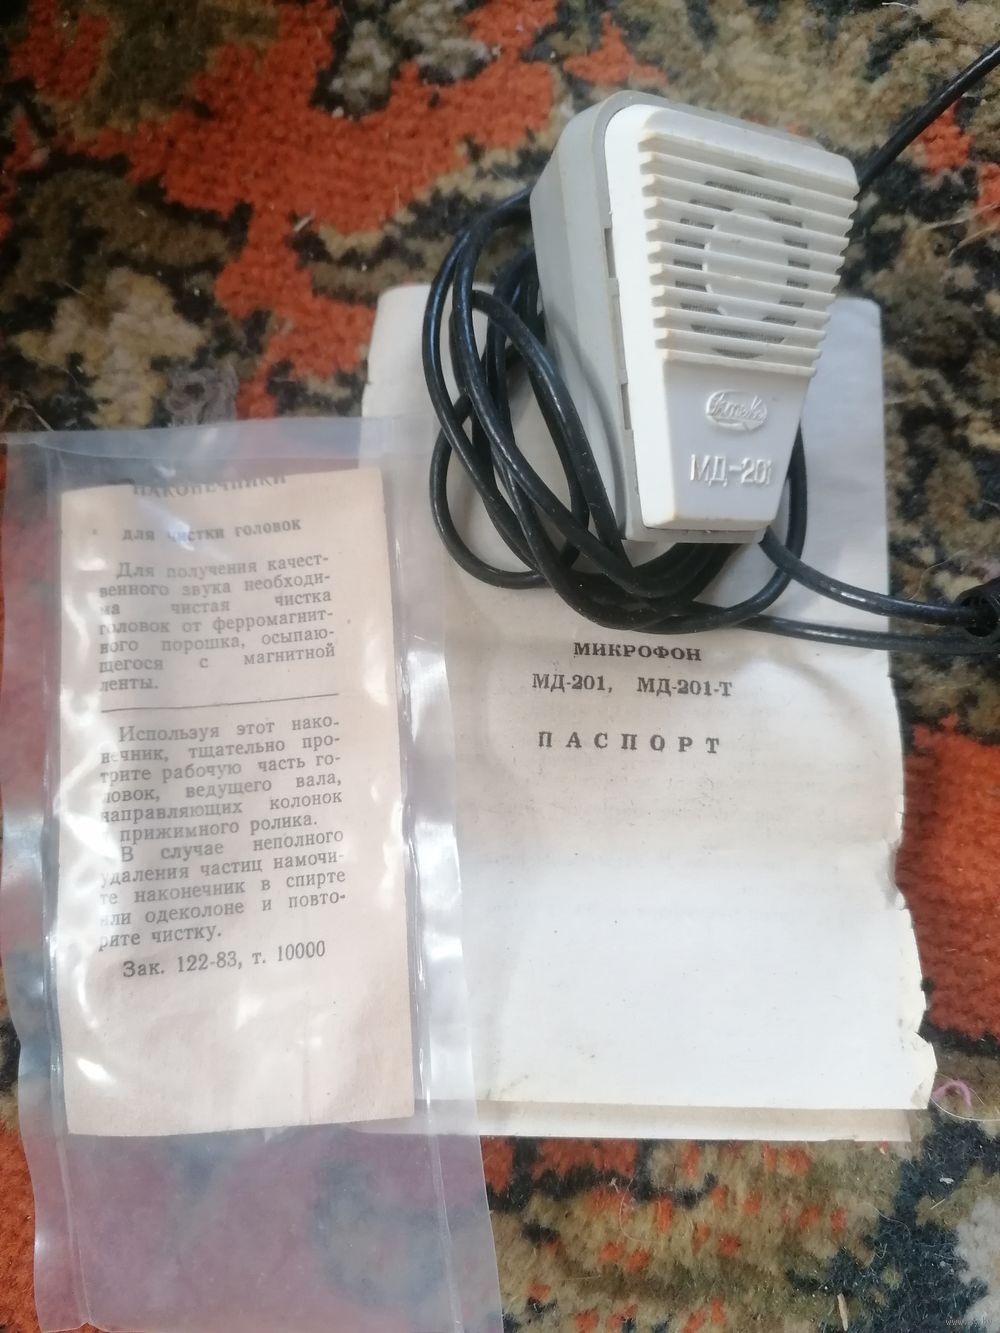 НАКОНЕЧНИКИ
для чистки головок
Для получения качест-
венного звука необходи-
ма чистая чистка
головок от ферромагнит-
ного порошка, осыпаю-
щегося с магнитной
ленты.
Используя этот нако-
нечник, тщательно про-
трите рабочую часть го-
ловок, ведущего вала,
направляющих колонок
прижимного ролика.
В случае неполного
удаления частиц намочи-
те наконечник в спирте
или одеколоне и повто-
рите чистку.
Зак. 122-83, т. 10000
МД-201
МИКРОФОН
МД-201, МД-201-Т
ПАСПОРТ